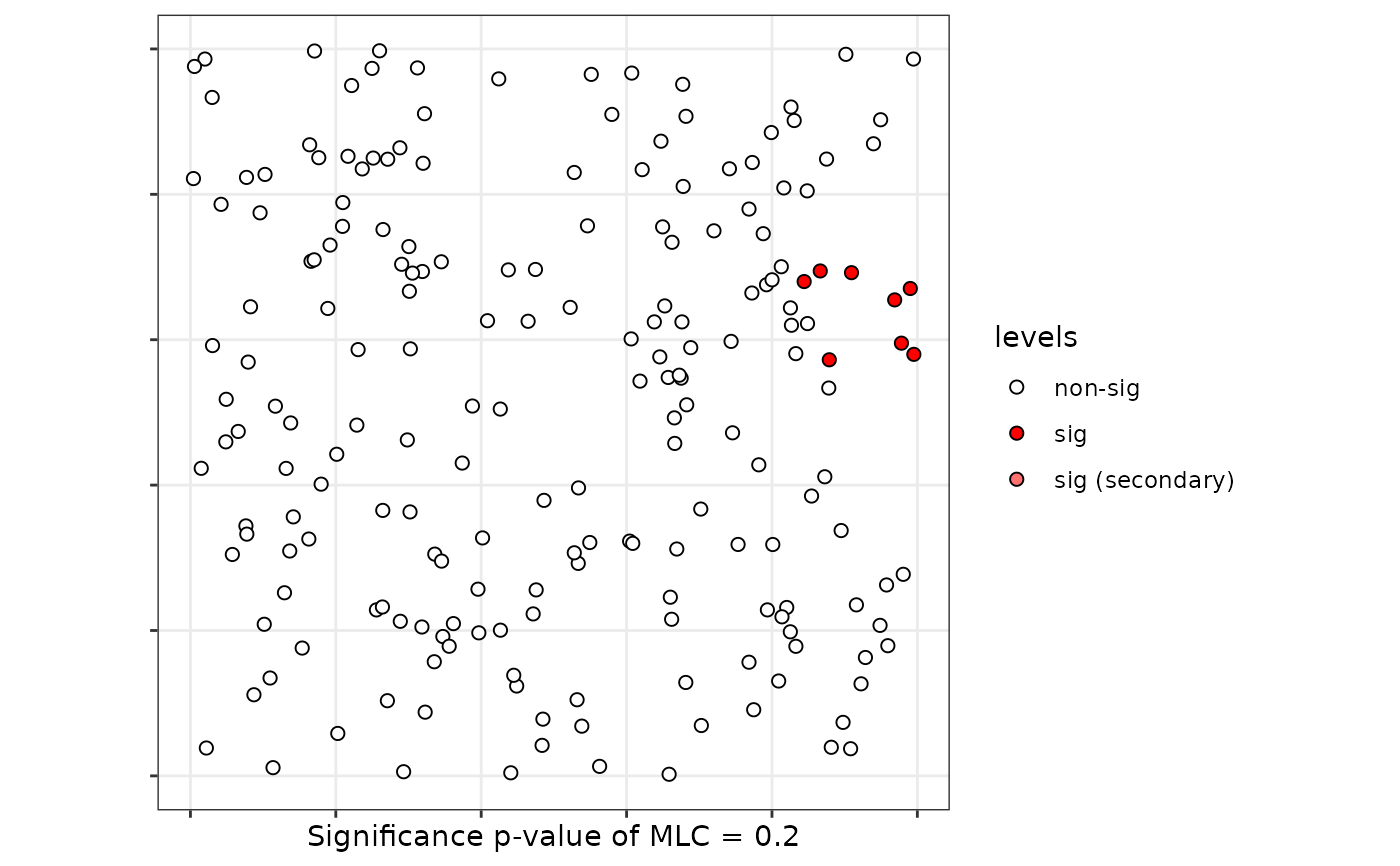 levels
non-sig
sig
sig (secondary)
Significance p-value of MLC = 0.2